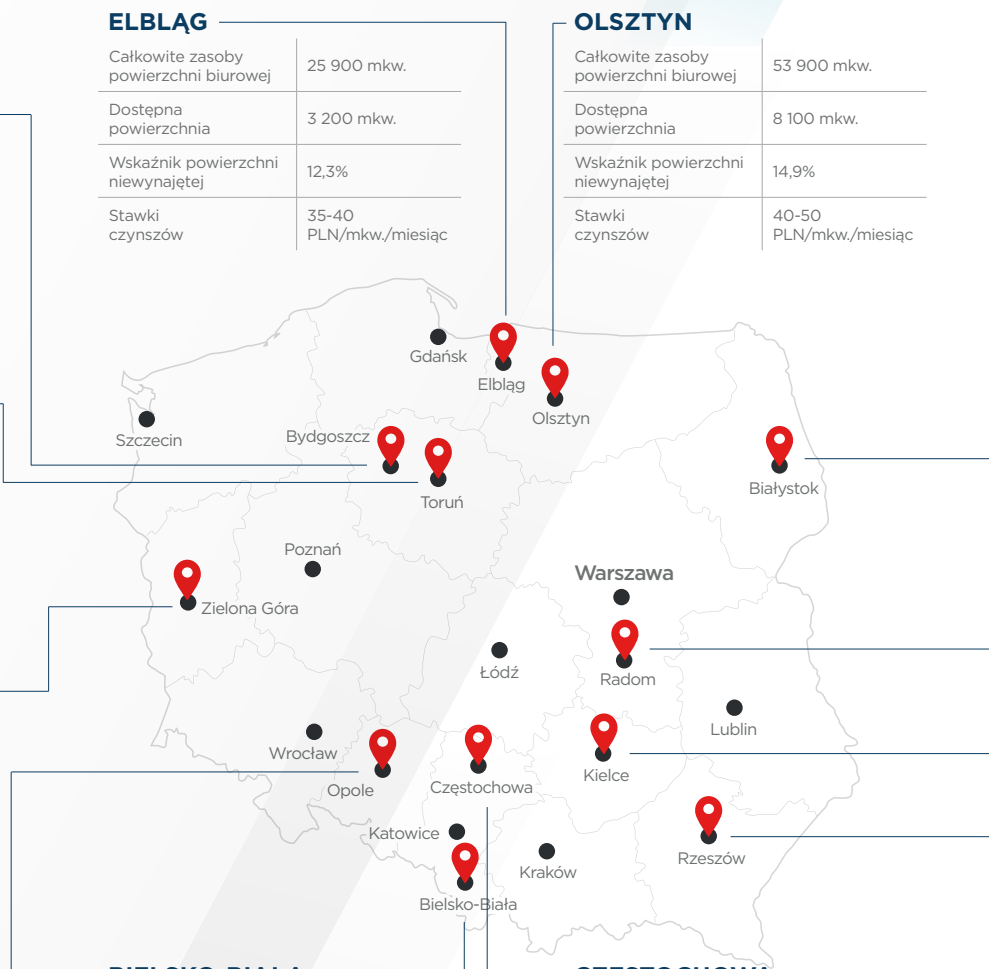 ELBLĄG
Całkowite zasoby
powierzchni biurowej
25 900 mkw.
Dostępna
powierzchnia
3 200 mkw.
Wskaźnik powierzchni
niewynajętej
12,3%
Stawki
czynszów
35-40
PLN/mkw./miesiąc
OLSZTYN
Całkowite zasoby
powierzchni biurowej
53 900 mkw.
Dostępna
powierzchnia
8 100 mkw.
Wskaźnik powierzchni
niewynajętej
14,9%
Stawki
czynszów
40-50
PLN/mkw./miesiąc
Gdańsk
Elbląg
Olsztyn
Szczecin
Bydgoszcz
Toruń
Białystok
Poznań
Warszawa
Zielona Góra
Łódź
Radom
Lublin
Wrocław
Kielce
Opole
Częstochowa
Katowice
Rzeszów
Kraków
Bielsko-Biała
BIELSKO-BIAŁA
CZĘSTOCHOWA